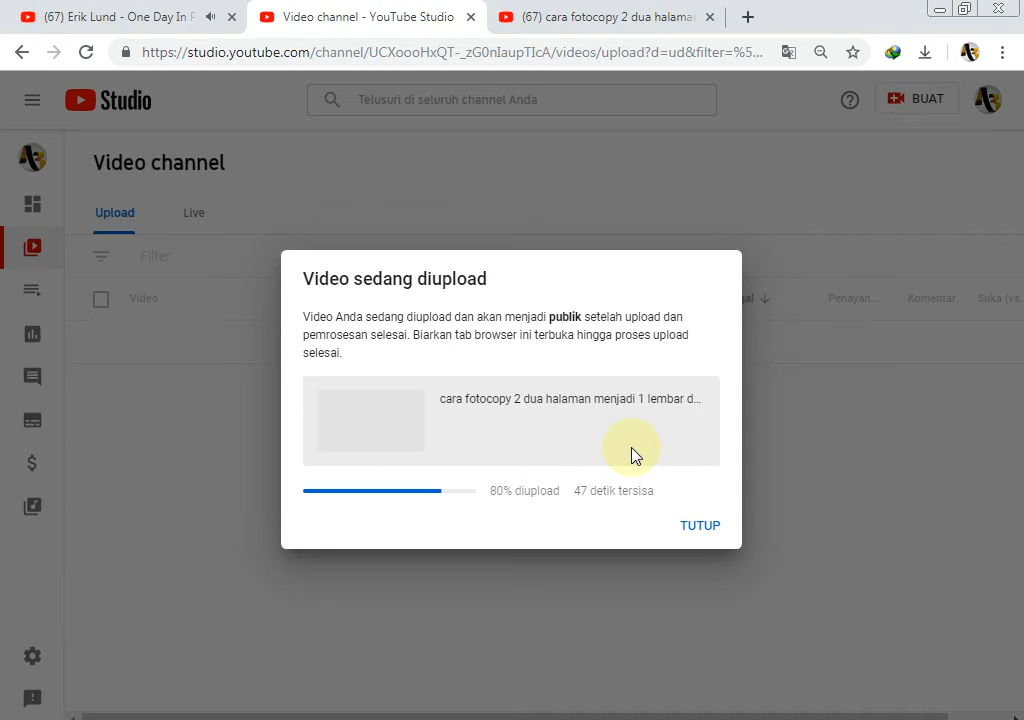 (67) Erik Lund - One Day In P
Video channel - YouTube Studio
(67) cara fotocopy 2 dua halama
https://studio.youtube.com/channel/UCXoooHxQT-_zG0nIaupTIcA/videos/upload?d=ud&filter=%5...
Studio
Telusuri di seluruh channel Anda
BUAT
Video channel
Upload
Live
Filter
Video
gal
Penayan...
Komentar
Suka (vs.
Video sedang diupload
Video Anda sedang diupload dan akan menjadi publik setelah upload dan
pemrosesan selesai. Biarkan tab browser ini terbuka hingga proses upload
selesai.
cara fotocopy 2 dua halaman menjadi 1 lembar d...
80% diupload
47 detik tersisa
TUTUP